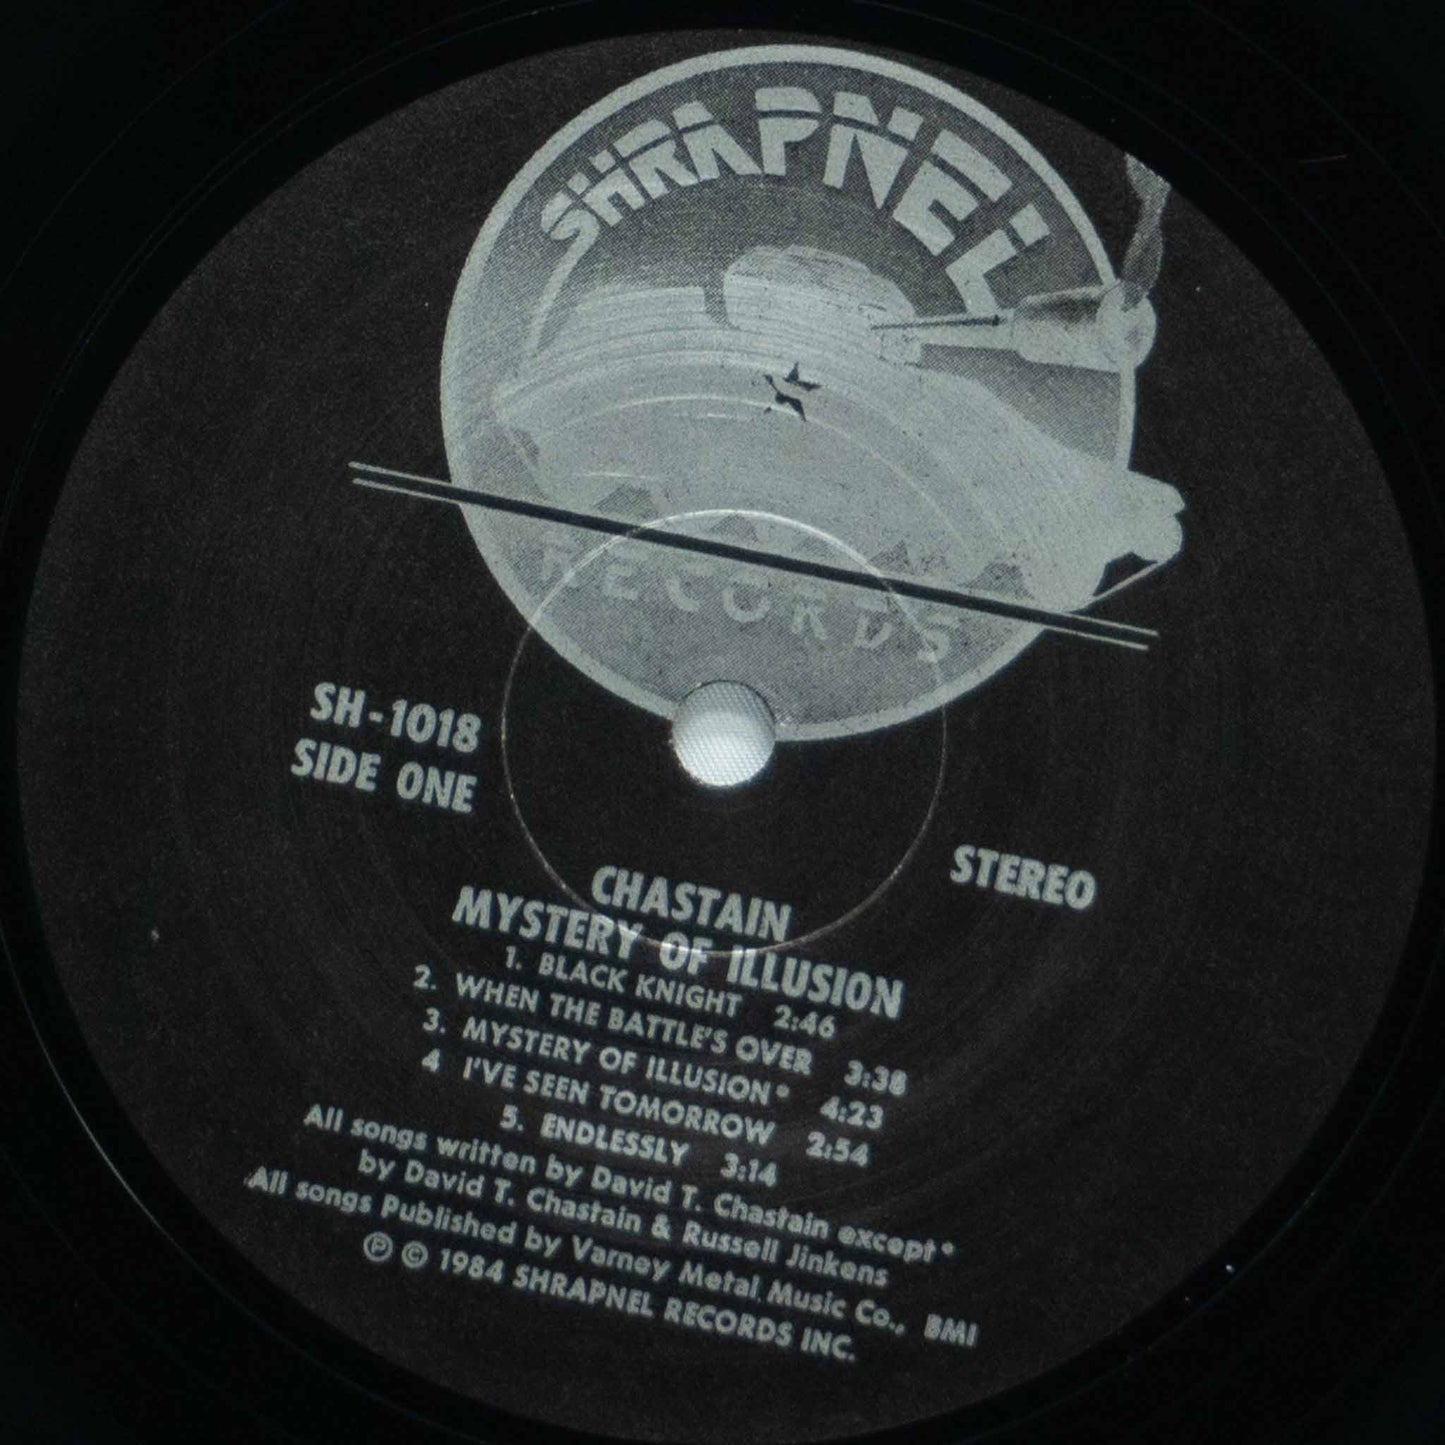 SHRAPNEL
RECORDS
SH-1018
SIDE ONE
STEREO
CHASTAIN
MYSTERY OF ILLUSION
1. BLACK KNIGHT 2:46
2. WHEN THE BATTLE'S OVER 3:38
3. MYSTERY OF ILLUSION* 4:23
4 I'VE SEEN TOMORROW 2:54
5. ENDLESSLY 3:14
All songs written by David T. Chastain except*
by David T. Chastain & Russell Jinkens
All songs Published by Varney Metal Music Co., BMI
℗ © 1984 SHRAPNEL RECORDS INC.